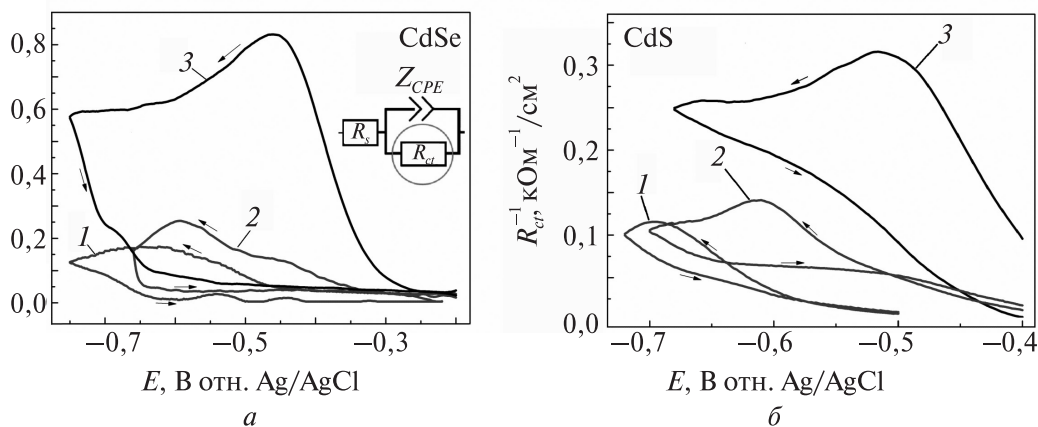 CdSe
0,8
0,6
0,4
0,2
0,0
3
2
1
Z_CPE
R_s
R_ct
−0,7 −0,5 −0,3
E, В отн. Ag/AgCl
а
CdS
R_ct^−1, кОм^−1/см^2
0,3
0,2
0,1
0,0
3
2
1
−0,7 −0,6 −0,5 −0,4
E, В отн. Ag/AgCl
б